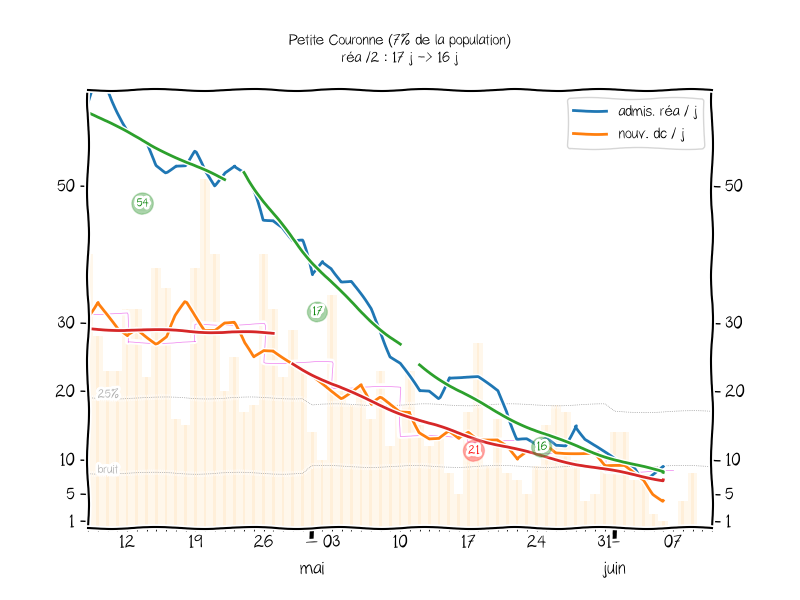 Petite Couronne (7% de la population)
réa /2 : 17 j -> 16 j
admis. réa / j
nouv. dc / j
50
50
54
17
30
30
25%
20
20
21
16
bruit
10
10
5
5
1
1
12 19 26 03 10 17 24 31 07
mai juin